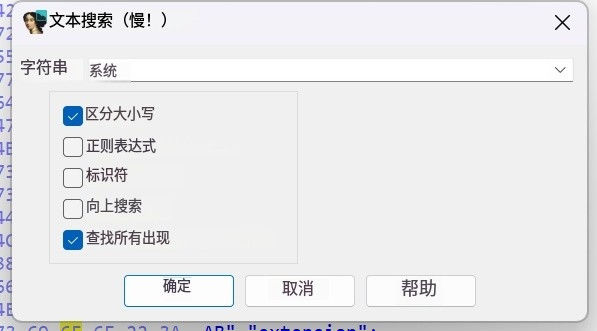 文本搜索（慢！）
字符串 系统
区分大小写
正则表达式
标识符
向上搜索
查找所有出现
确定 取消 帮助
AB" "extension":